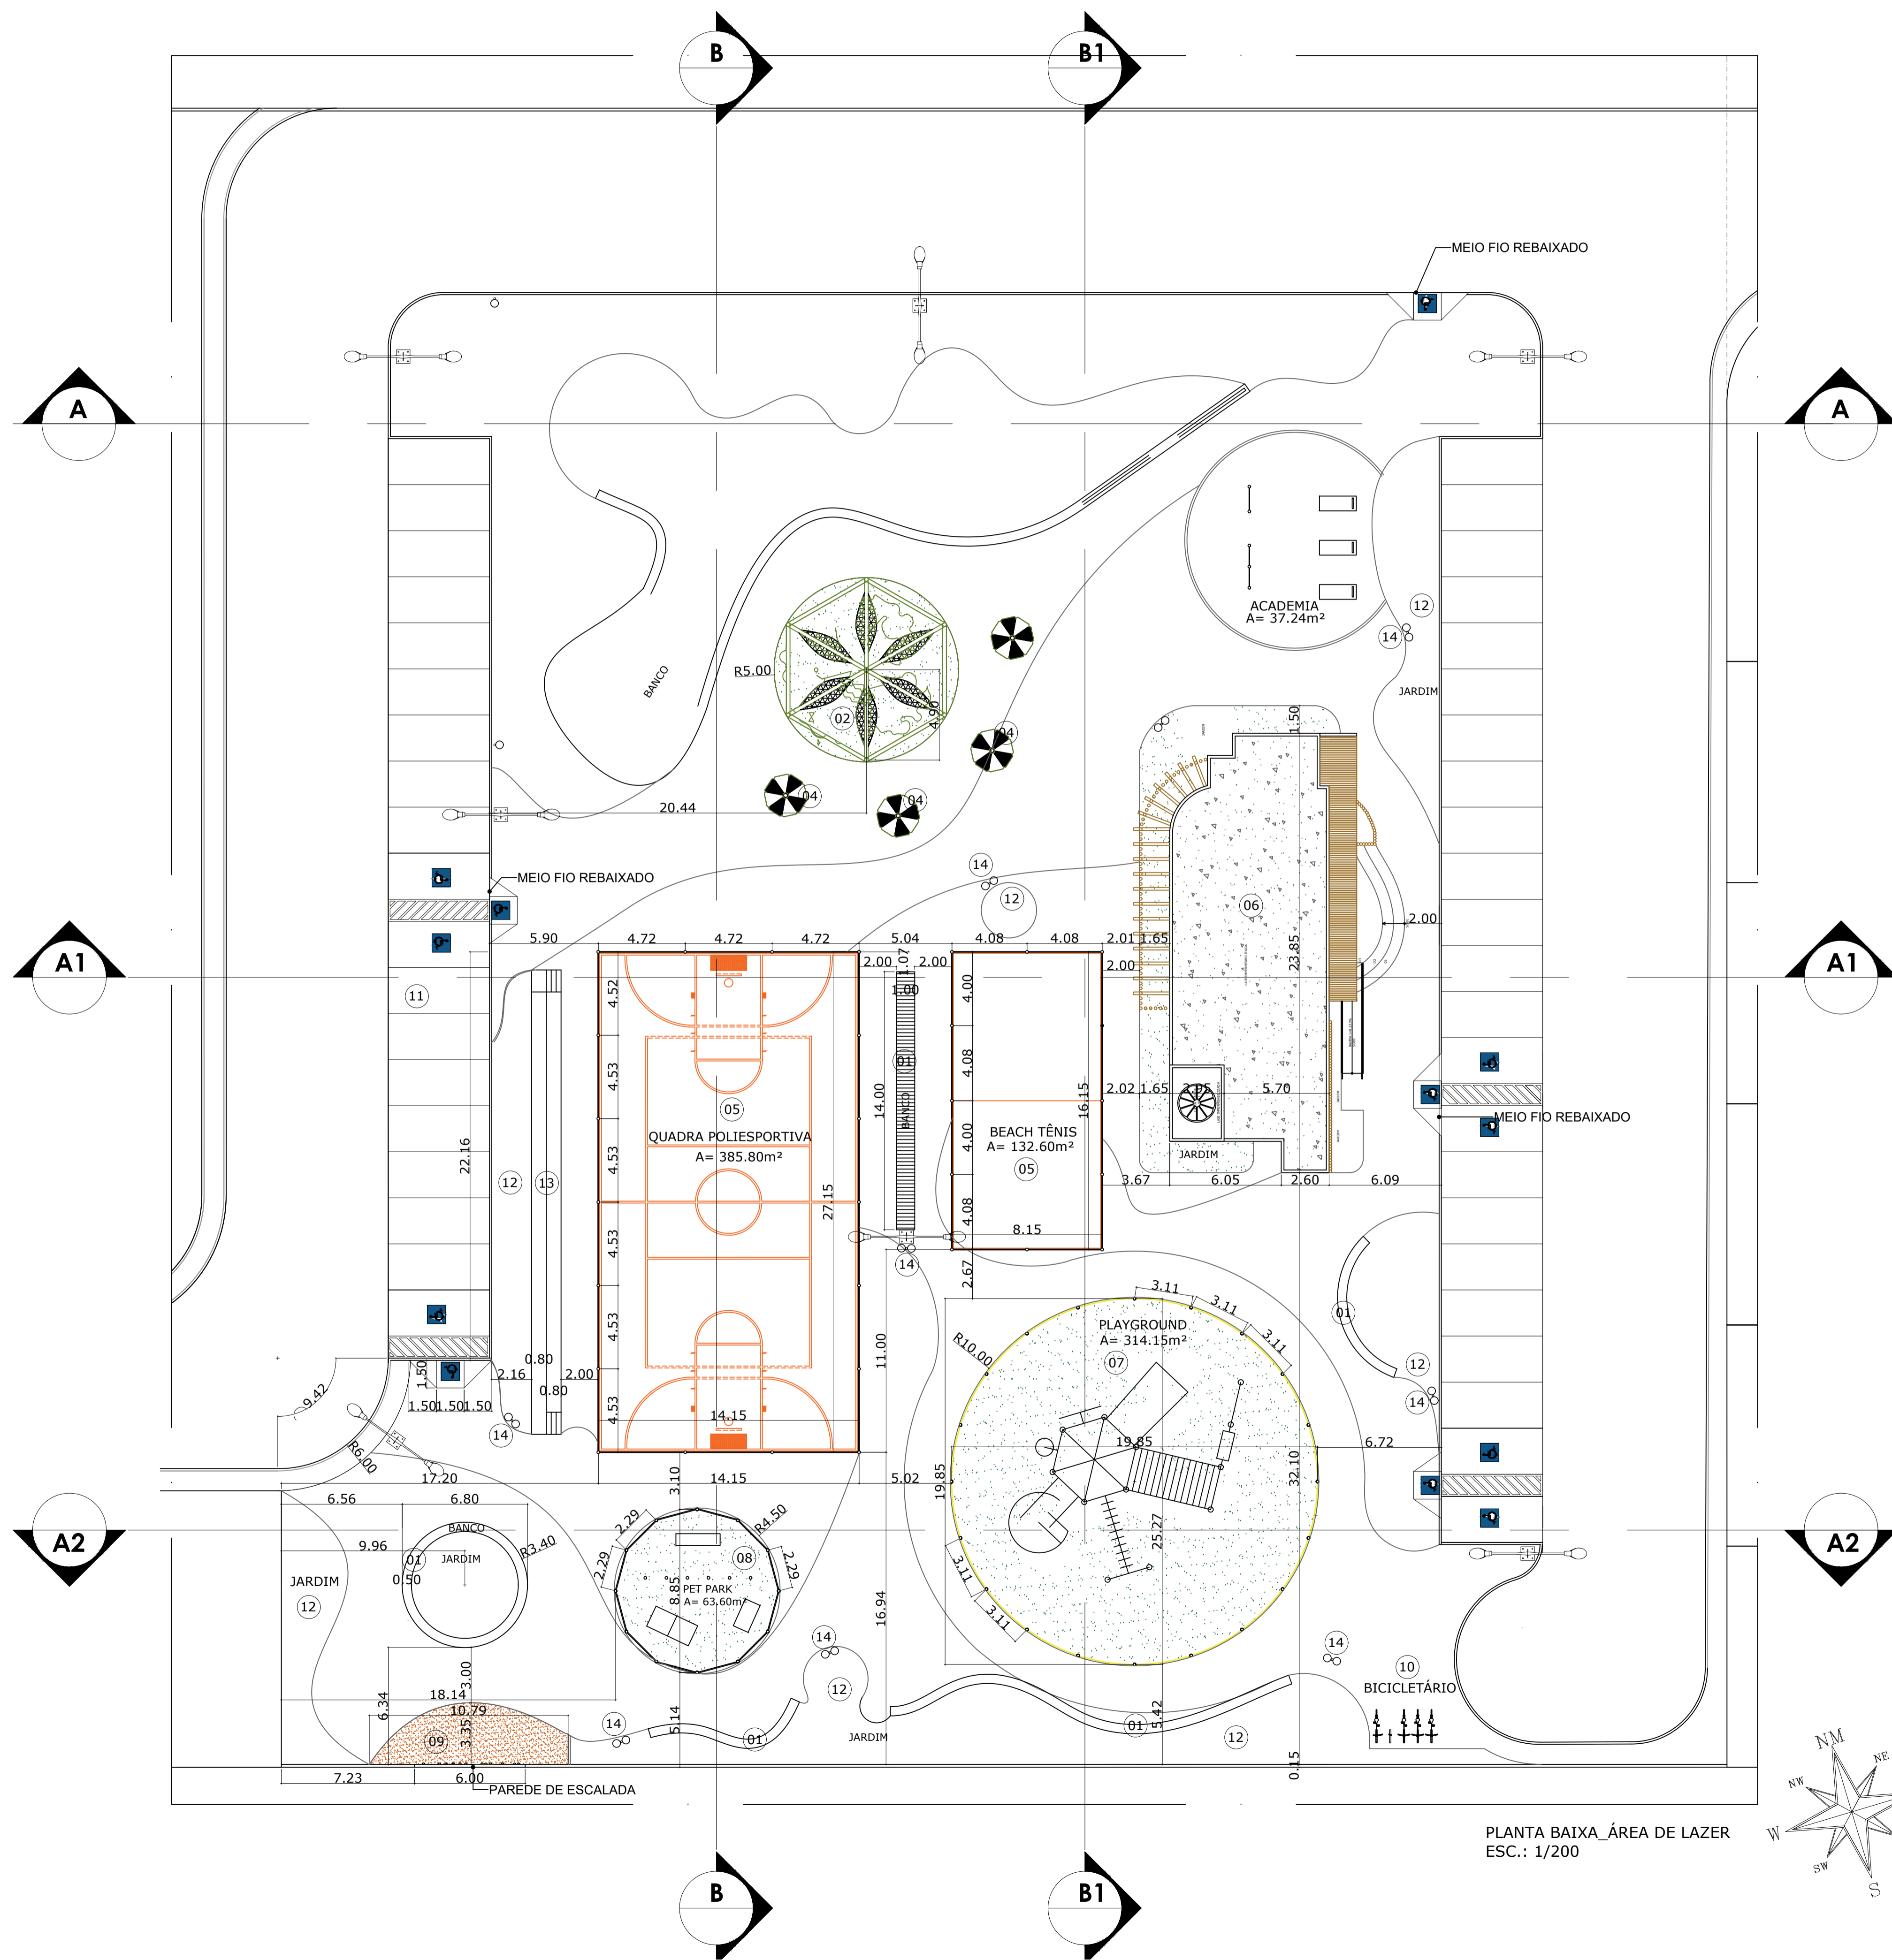 B
B1
MEIO FIO REBAIXADO
A
A
ACADEMIA
A= 37.24m²
12
14
R5.00
BANCO
JARDIM
02
4.90
1.50
04
20.44
04
04
14
MEIO FIO REBAIXADO
12
06
2.00
5.90
4.72
4.72
4.72
5.04
4.08
4.08
2.01
1.65
2.00
1.07
2.00
2.00
23.85
A1
A1
11
4.52
1.00
4.00
01
4.53
4.08
14.00
16.15
2.02
1.65
2.95
5.70
05
BANCO
MEIO FIO REBAIXADO
QUADRA POLIESPORTIVA
A= 385.80m²
BEACH TÊNIS
A= 132.60m²
4.00
05
22.16
4.53
JARDIM
12
13
3.67
6.05
2.60
6.09
27.15
4.08
8.15
4.53
14
2.67
3.11
3.11
3.11
01
PLAYGROUND
A= 314.15m²
R10.00
07
4.53
11.00
12
0.80
2.16
2.00
0.80
1.50
9.42
1.50
1.50
1.50
14
14
4.53
14.15
19.85
6.72
R6.00
17.20
14.15
5.02
3.10
19.85
32.10
6.56
6.80
R4.50
2.29
A2
A2
BANCO
R3.40
25.27
9.96
01
JARDIM
08
2.29
2.29
3.11
JARDIM
0.50
8.85
PET PARK
A= 63.60m²
12
16.94
3.11
14
14
3.00
10
12
BICICLETÁRIO
6.34
18.14
10.79
3.35
14
5.14
01
5.42
01
09
JARDIM
12
0.15
7.23
6.00
PAREDE DE ESCALADA
NM
NE
NW
W
SW
S
PLANTA BAIXA_ÁREA DE LAZER
ESC.: 1/200
B
B1